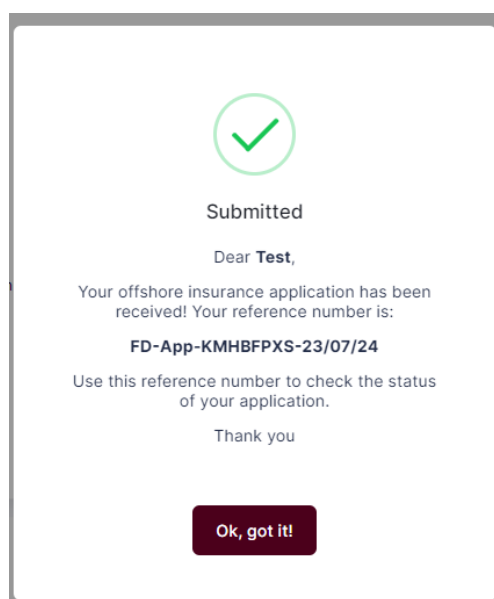 Submitted
Dear Test,
Your offshore insurance application has been
received! Your reference number is:
FD-App-KMHBFPXS-23/07/24
Use this reference number to check the status
of your application.
Thank you
Ok, got it!